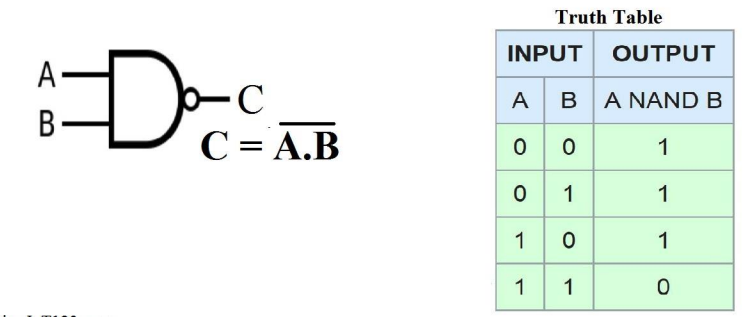 Truth Table
INPUT OUTPUT
A B A NAND B
0 0 1
0 1 1
1 0 1
1 1 0
A
B
C
C = A.B